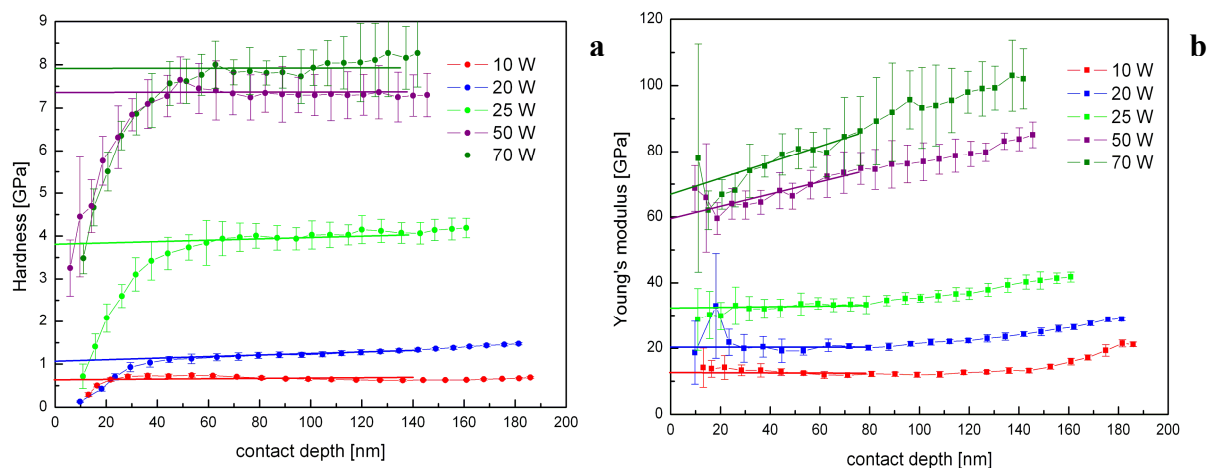 a
Hardness [GPa]
9
8
7
6
5
4
3
2
1
0
0 20 40 60 80 100 120 140 160 180 200
contact depth [nm]
10 W
20 W
25 W
50 W
70 W
b
Young's modulus [GPa]
120
100
80
60
40
20
0
0 20 40 60 80 100 120 140 160 180 200
contact depth [nm]
10 W
20 W
25 W
50 W
70 W